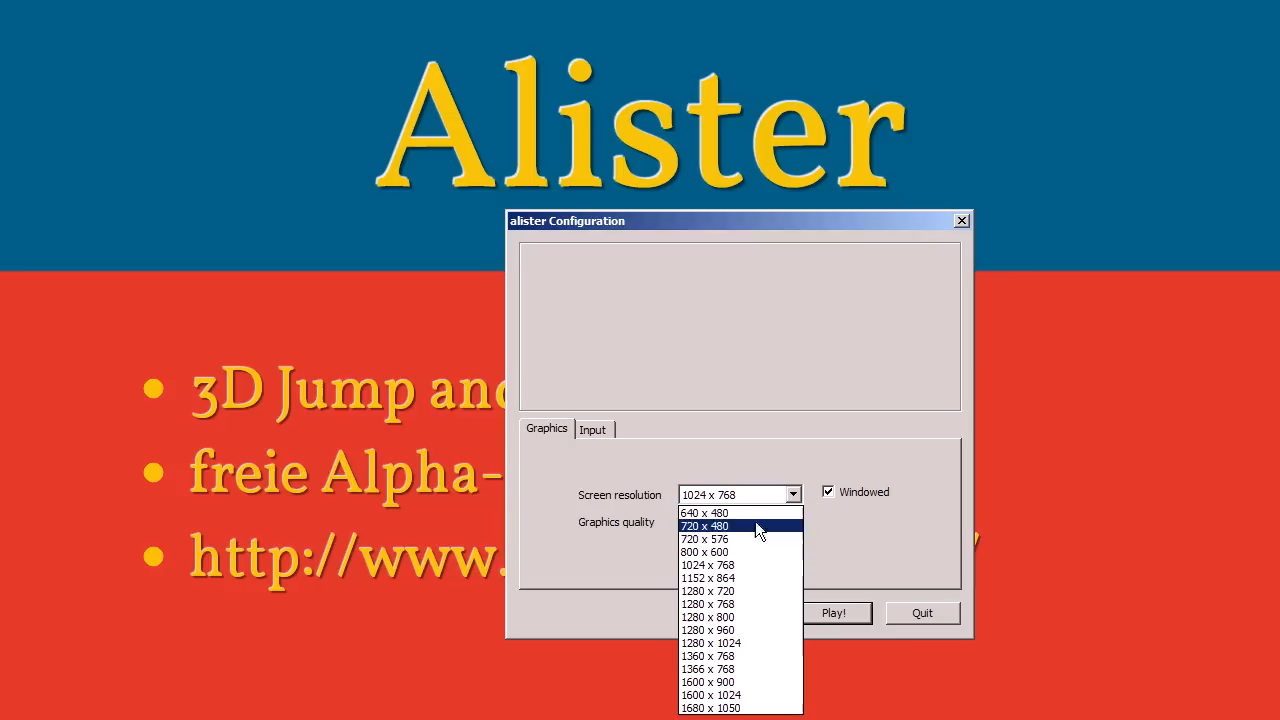 Alister
alister Configuration
• 3D Jump and
• freie Alpha-
• http://www. /
Graphics Input
Screen resolution 1024 x 768 Windowed
Graphics quality
640 x 480
720 x 480
720 x 576
800 x 600
1024 x 768
1152 x 864
1280 x 720
1280 x 768
1280 x 800
1280 x 960
1280 x 1024
1360 x 768
1366 x 768
1600 x 900
1600 x 1024
1680 x 1050
Play! Quit